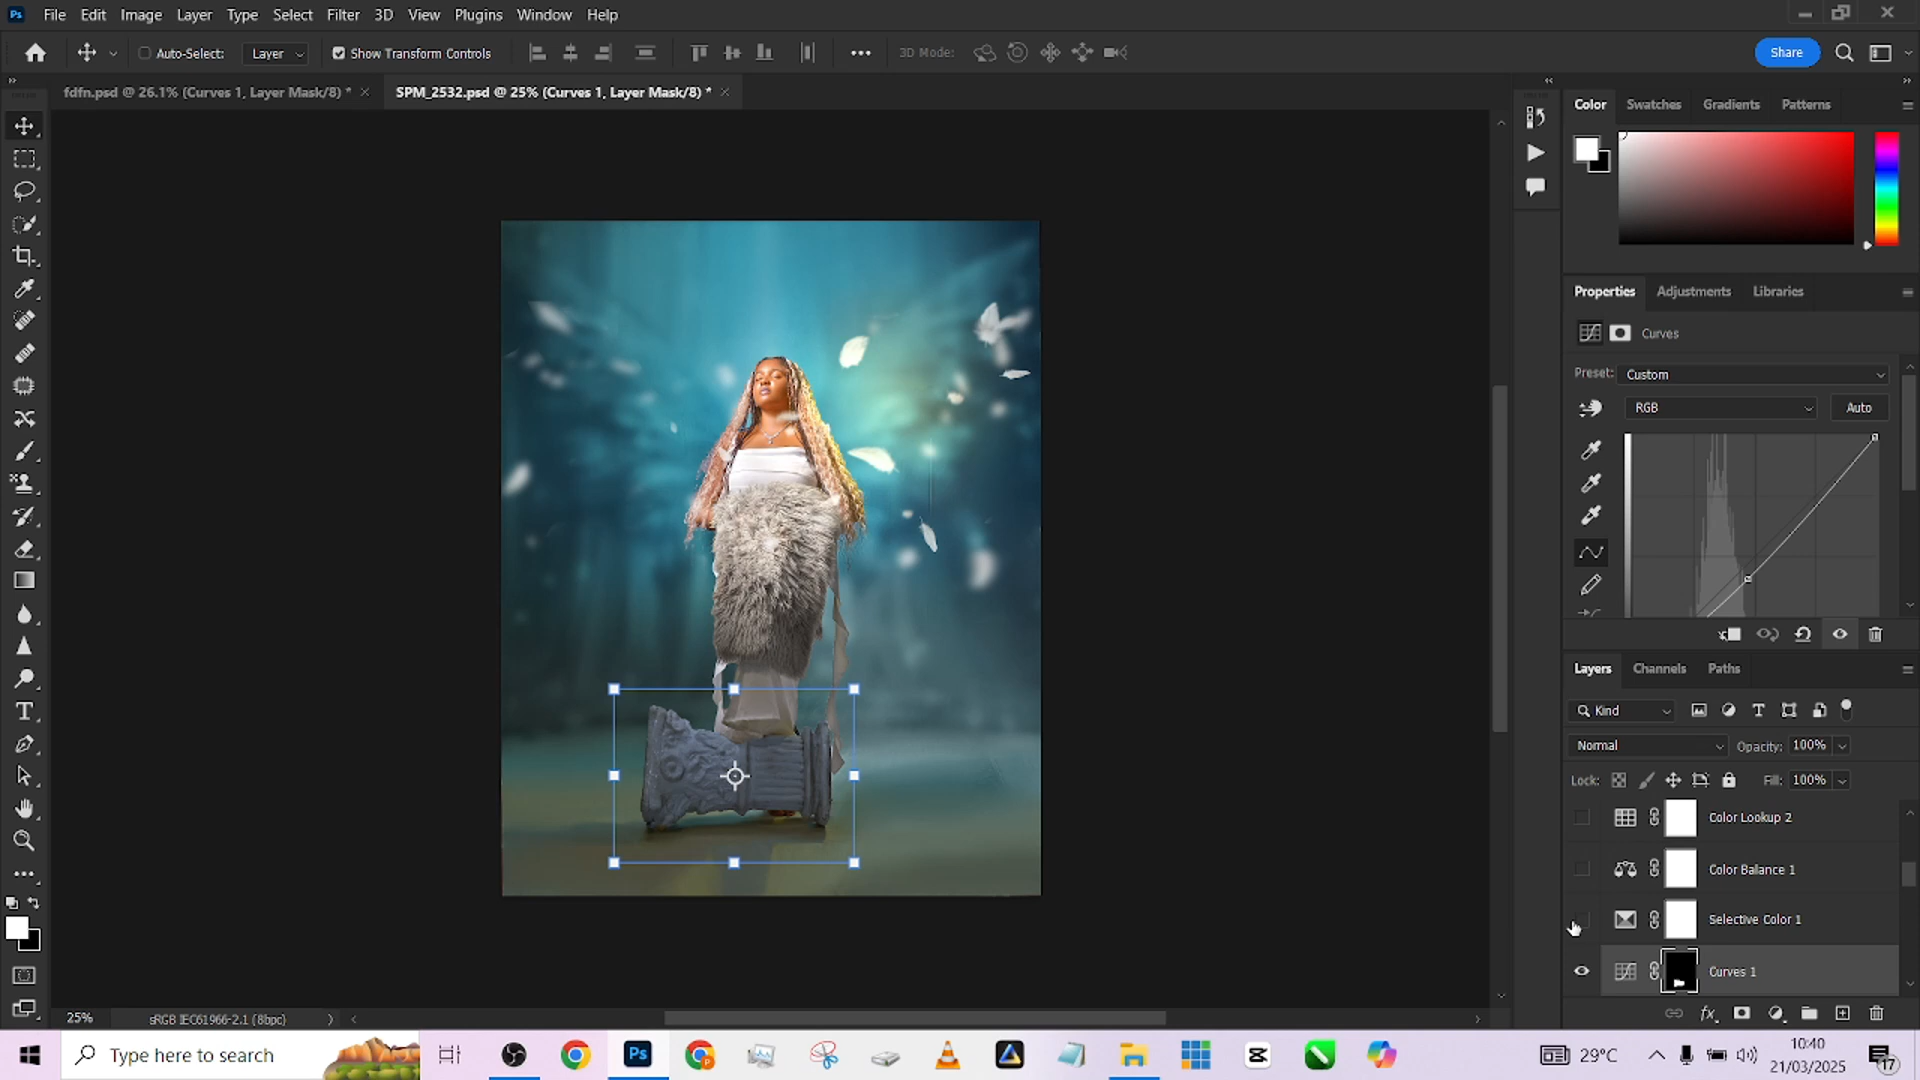 Ps File Edit Image Layer Type Select Filter 3D View Plugins Window Help
Auto-Select: Layer Show Transform Controls 3D Mode: Share
fdfn.psd @ 26.1% (Curves 1, Layer Mask/8) * SPM_2532.psd @ 25% (Curves 1, Layer Mask/8) *
Color Swatches Gradients Patterns
Properties Adjustments Libraries
Curves
Preset: Custom
RGB Auto
Layers Channels Paths
Kind
Normal Opacity: 100%
Lock: Fill: 100%
Color Lookup 2
Color Balance 1
Selective Color 1
Curves 1
fx
25% sRGB IEC61966-2.1 (8bpc)
Type here to search
Ps
29°C
10:40
21/03/2025
17